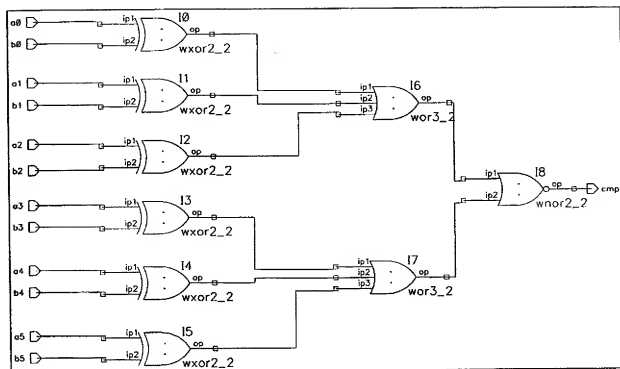 a0 ip1 I0
op
b0 ip2 wxor2_2
a1 ip1 I1
op
b1 ip2 wxor2_2
a2 ip1 I2
op
b2 ip2 wxor2_2
a3 ip1 I3
op
b3 ip2 wxor2_2
a4 ip1 I4
op
b4 ip2 wxor2_2
a5 ip1 I5
op
b5 ip2 wxor2_2
I6
ip1 op
ip2
ip3 wor3_2
I7
ip1 op
ip2
ip3 wor3_2
I8
ip1 op cmp
ip2 wnor2_2